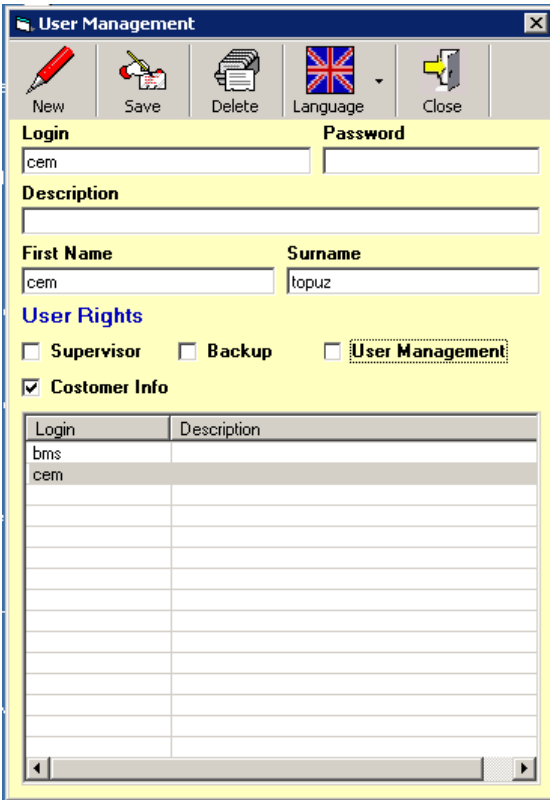 User Management
New Save Delete Language Close
Login Password
cem
Description
First Name Surname
cem topuz
User Rights
Supervisor Backup User Management
Costomer Info
Login Description
bms
cem